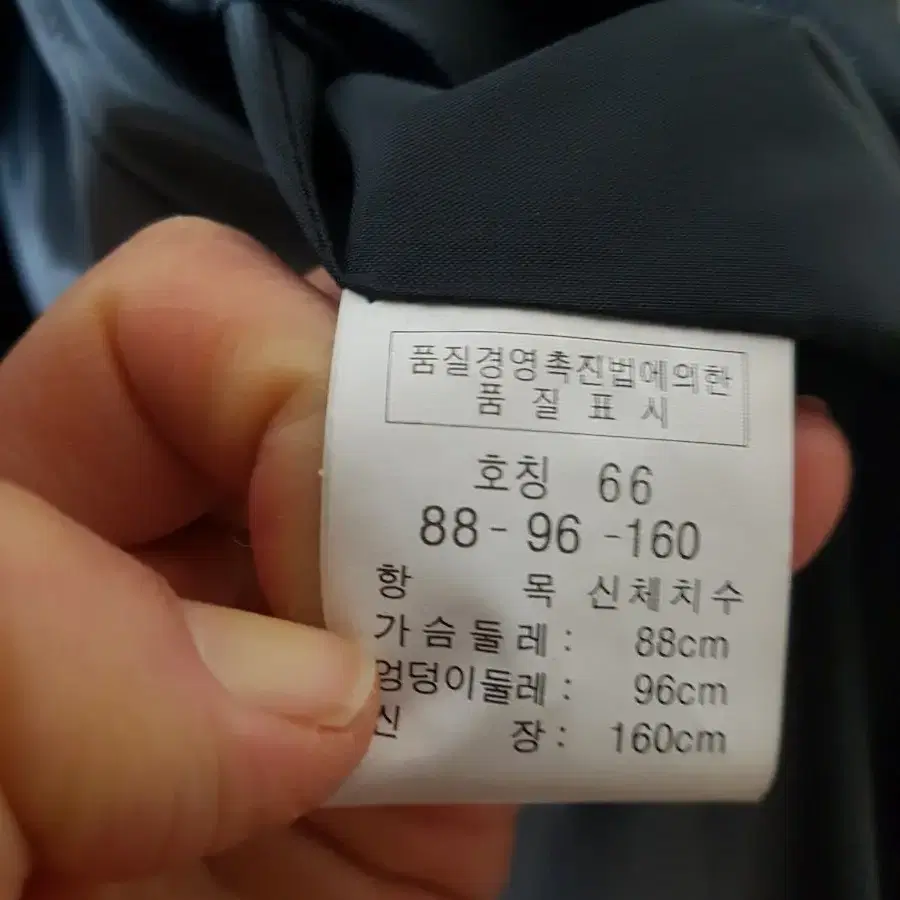 품질경영촉진법에의한
품 질 표 시
호칭 66
88-96-160
항 목 신체치수
가슴둘레: 88cm
엉덩이둘레: 96cm
신 장: 160cm